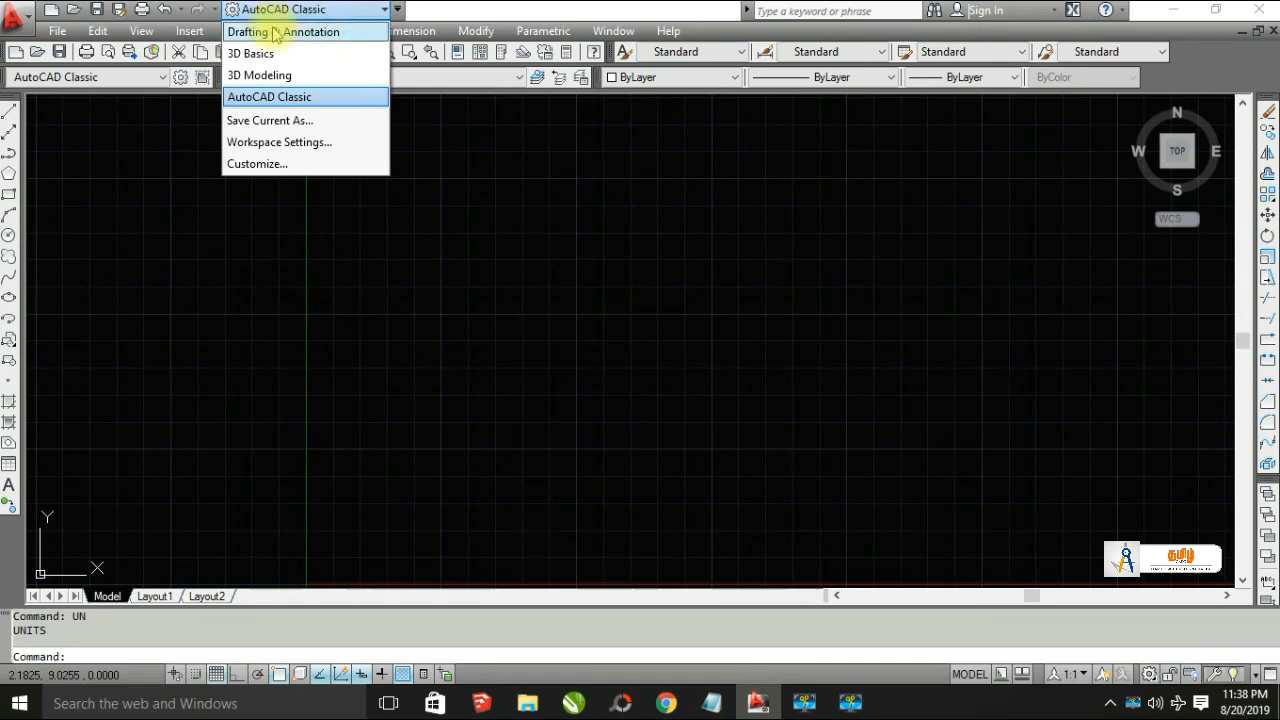 AutoCAD Classic
Type a key word or phrase
Sign In
Drafting & Annotation
3D Basics
3D Modeling
AutoCAD Classic
Save Current As...
Workspace Settings...
Customize...
File Edit View Insert
mension Modify Parametric Window Help
Standard Standard Standard Standard
AutoCAD Classic
ByLayer ByLayer ByLayer ByColor
N
W TOP E
S
WCS
Y
X
A
தமிழ்
Model Layout1 Layout2
Command: UN
UNITS
Command:
2.1825, 9.0255, 0.0000
MODEL
1:1
Search the web and Windows
11:38 PM
8/20/2019